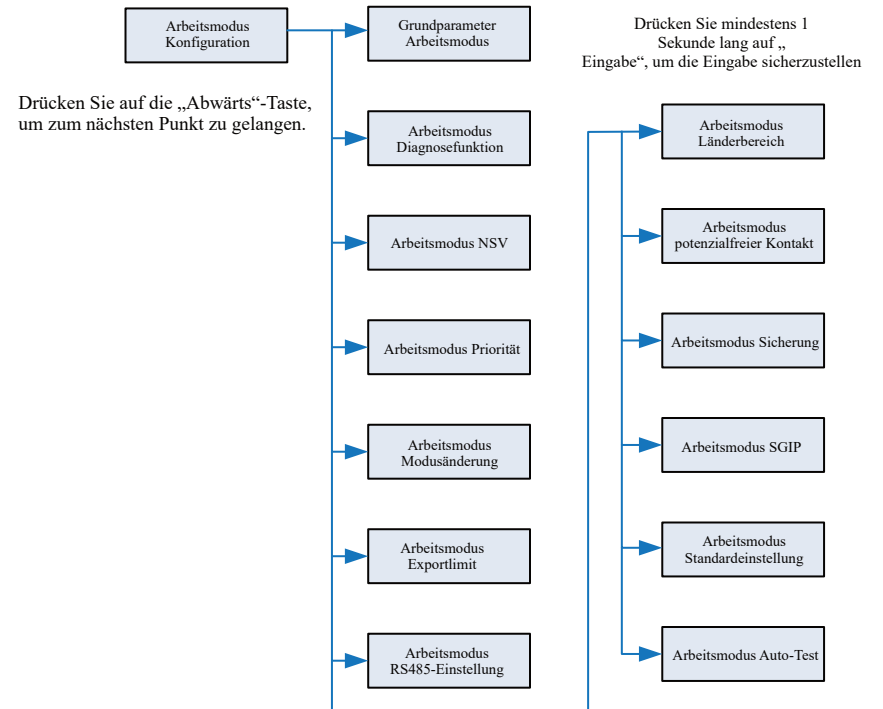 Arbeitsmodus
Konfiguration
Drücken Sie auf die „Abwärts“-Taste,
um zum nächsten Punkt zu gelangen.
Grundparameter
Arbeitsmodus
Arbeitsmodus
Diagnosefunktion
Arbeitsmodus NSV
Arbeitsmodus Priorität
Arbeitsmodus
Modusänderung
Arbeitsmodus
Exportlimit
Arbeitsmodus
RS485-Einstellung
Drücken Sie mindestens 1
Sekunde lang auf „
Eingabe“, um die Eingabe sicherzustellen
Arbeitsmodus
Länderbereich
Arbeitsmodus
potenzialfreier Kontakt
Arbeitsmodus Sicherung
Arbeitsmodus SGIP
Arbeitsmodus
Standardeinstellung
Arbeitsmodus Auto-Test